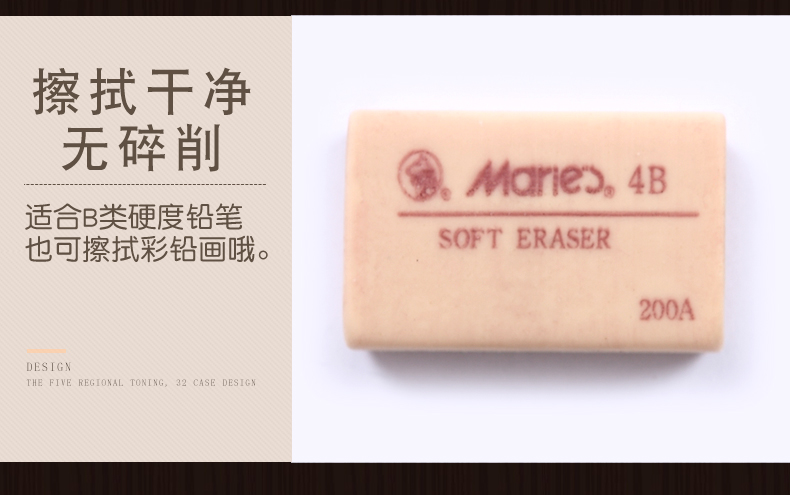 擦拭干净
无碎削
适合B类硬度铅笔
也可擦拭彩铅画哦。
DESIGN
THE FIVE REGIONAL TONING, 32 CASE DESIGN
Marie's 4B
SOFT ERASER
200A